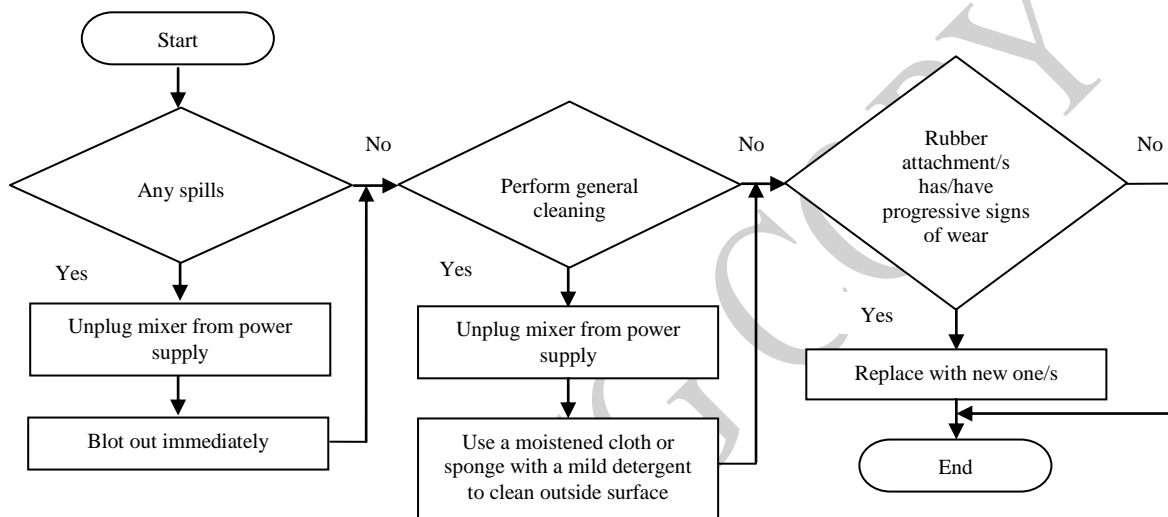 Start
Any spills
No
Yes
Unplug mixer from power
supply
Blot out immediately
Perform general
cleaning
No
Yes
Unplug mixer from power
supply
Use a moistened cloth or
sponge with a mild detergent
to clean outside surface
Rubber
attachment/s
has/have
progressive signs
of wear
No
Yes
Replace with new one/s
End
G COPY